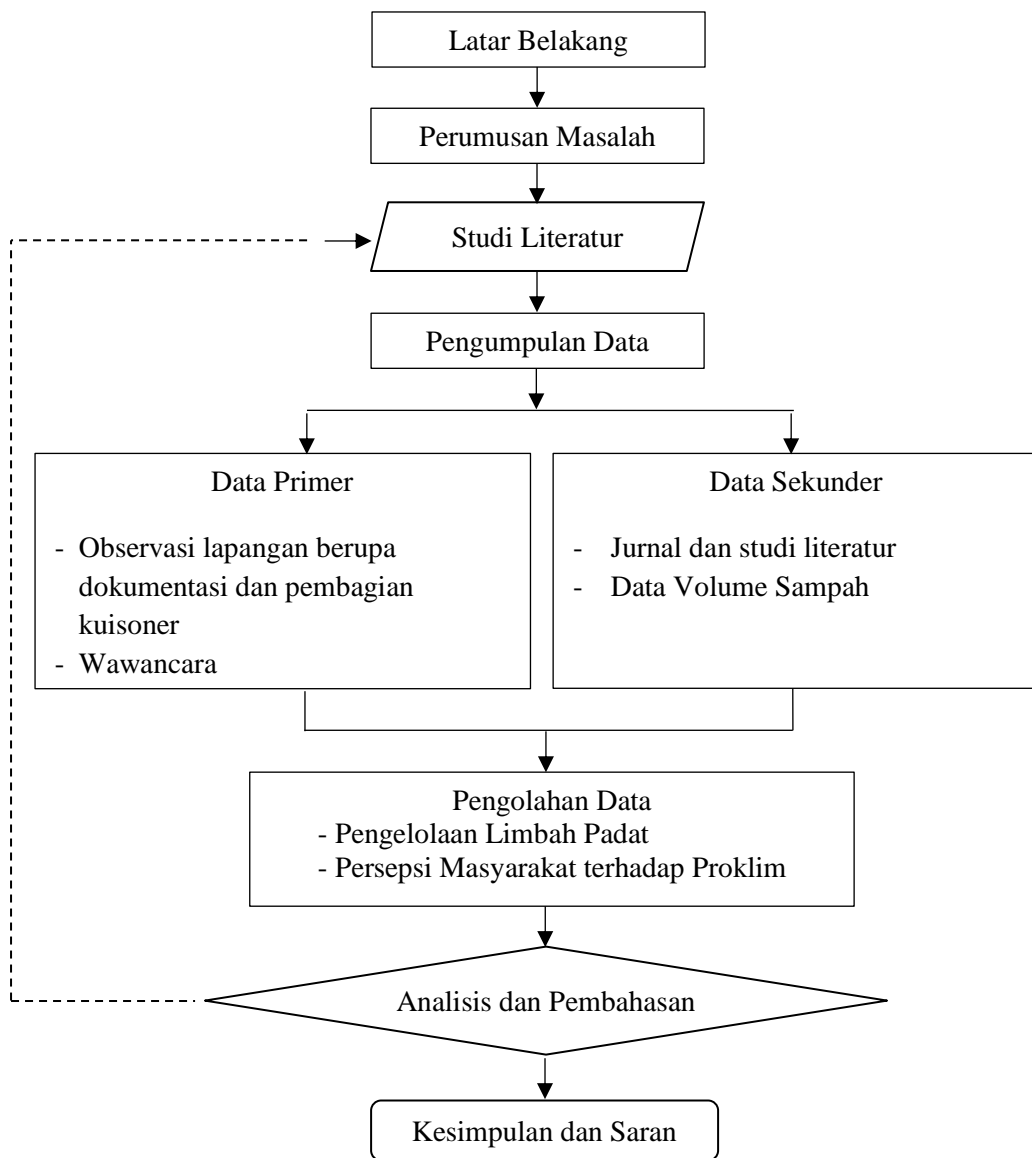 Latar Belakang
Perumusan Masalah
Studi Literatur
Pengumpulan Data
Data Primer
- Observasi lapangan berupa
dokumentasi dan pembagian
kuisoner
- Wawancara
Data Sekunder
- Jurnal dan studi literatur
- Data Volume Sampah
Pengolahan Data
- Pengelolaan Limbah Padat
- Persepsi Masyarakat terhadap Proklim
Analisis dan Pembahasan
Kesimpulan dan Saran